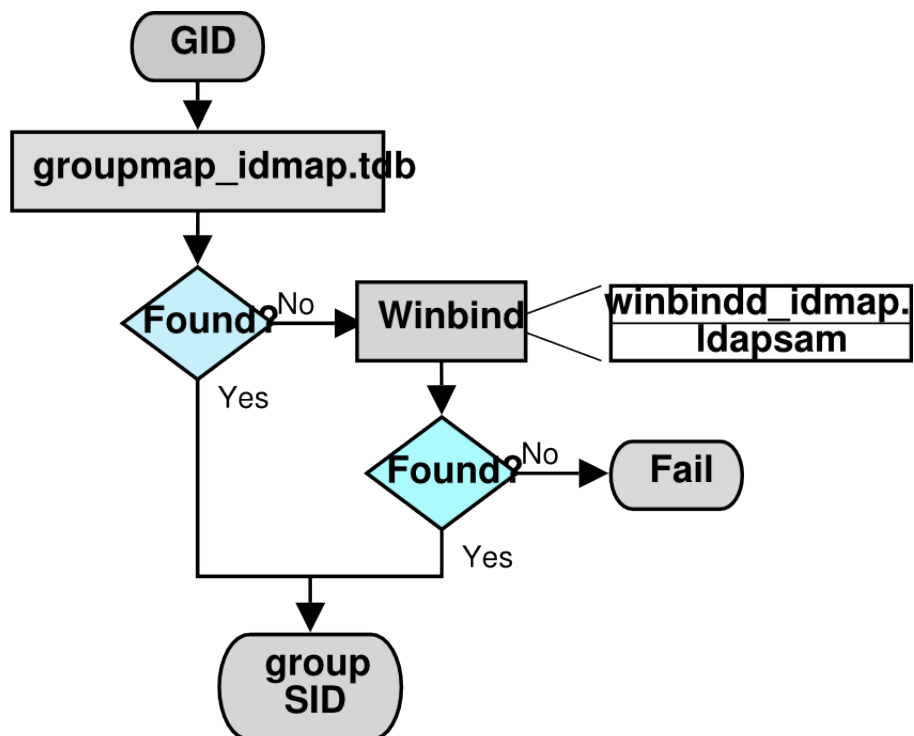 GID
groupmap_idmap.tdb
Found?
No
Winbind
winbindd_idmap.
ldapsam
Yes
Found?
No
Fail
Yes
group
SID